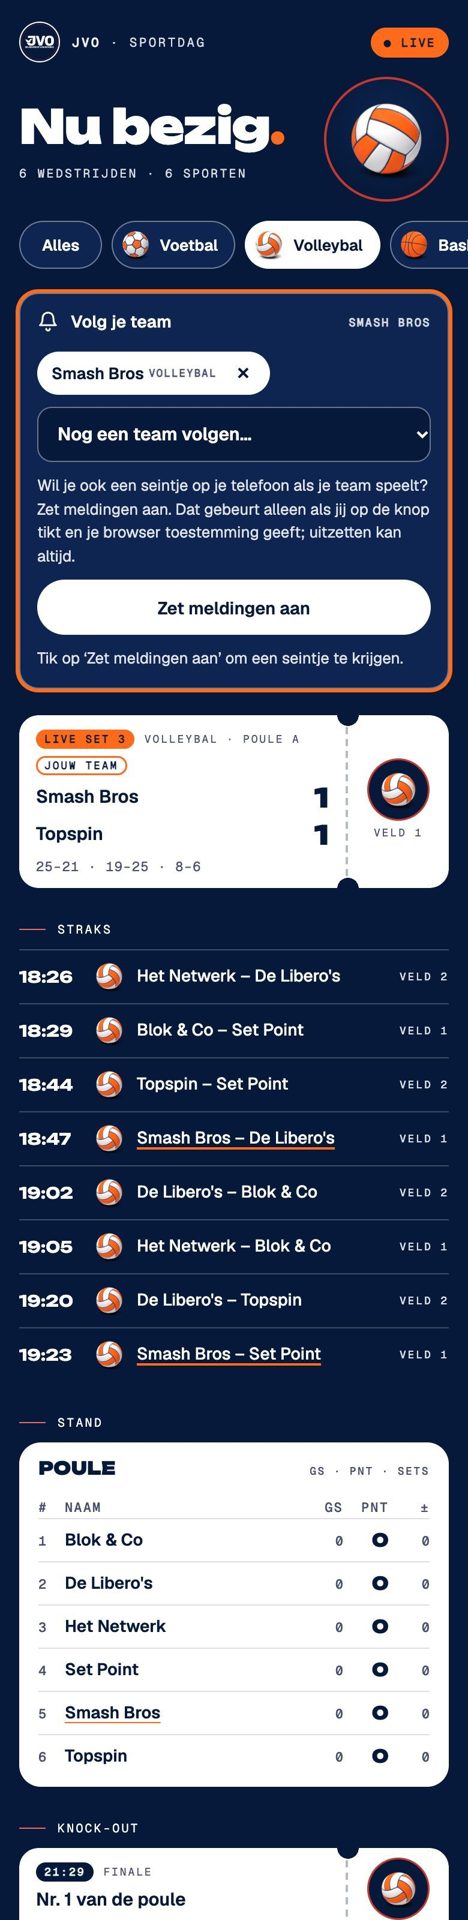 JVO JVO · SPORTDAG ● LIVE
Nu bezig.
6 WEDSTRIJDEN · 6 SPORTEN
Alles Voetbal Volleybal Bas
Volg je team SMASH BROS
Smash Bros VOLLEYBAL ✕
Nog een team volgen...
Wil je ook een seintje op je telefoon als je team speelt?
Zet meldingen aan. Dat gebeurt alleen als jij op de knop
tikt en je browser toestemming geeft; uitzetten kan
altijd.
Zet meldingen aan
Tik op ‘Zet meldingen aan’ om een seintje te krijgen.
LIVE SET 3 VOLLEYBAL · POULE A
JOUW TEAM
Smash Bros 1
Topspin 1
VELD 1
25–21 · 19–25 · 8–6
STRAKS
18:26 Het Netwerk – De Libero's VELD 2
18:29 Blok & Co – Set Point VELD 1
18:44 Topspin – Set Point VELD 2
18:47 Smash Bros – De Libero's VELD 1
19:02 De Libero's – Blok & Co VELD 2
19:05 Het Netwerk – Blok & Co VELD 1
19:20 De Libero's – Topspin VELD 2
19:23 Smash Bros – Set Point VELD 1
STAND
POULE GS · PNT · SETS
# NAAM GS PNT ±
1 Blok & Co 0 0 0
2 De Libero's 0 0 0
3 Het Netwerk 0 0 0
4 Set Point 0 0 0
5 Smash Bros 0 0 0
6 Topspin 0 0 0
KNOCK-OUT
21:29 FINALE
Nr. 1 van de poule